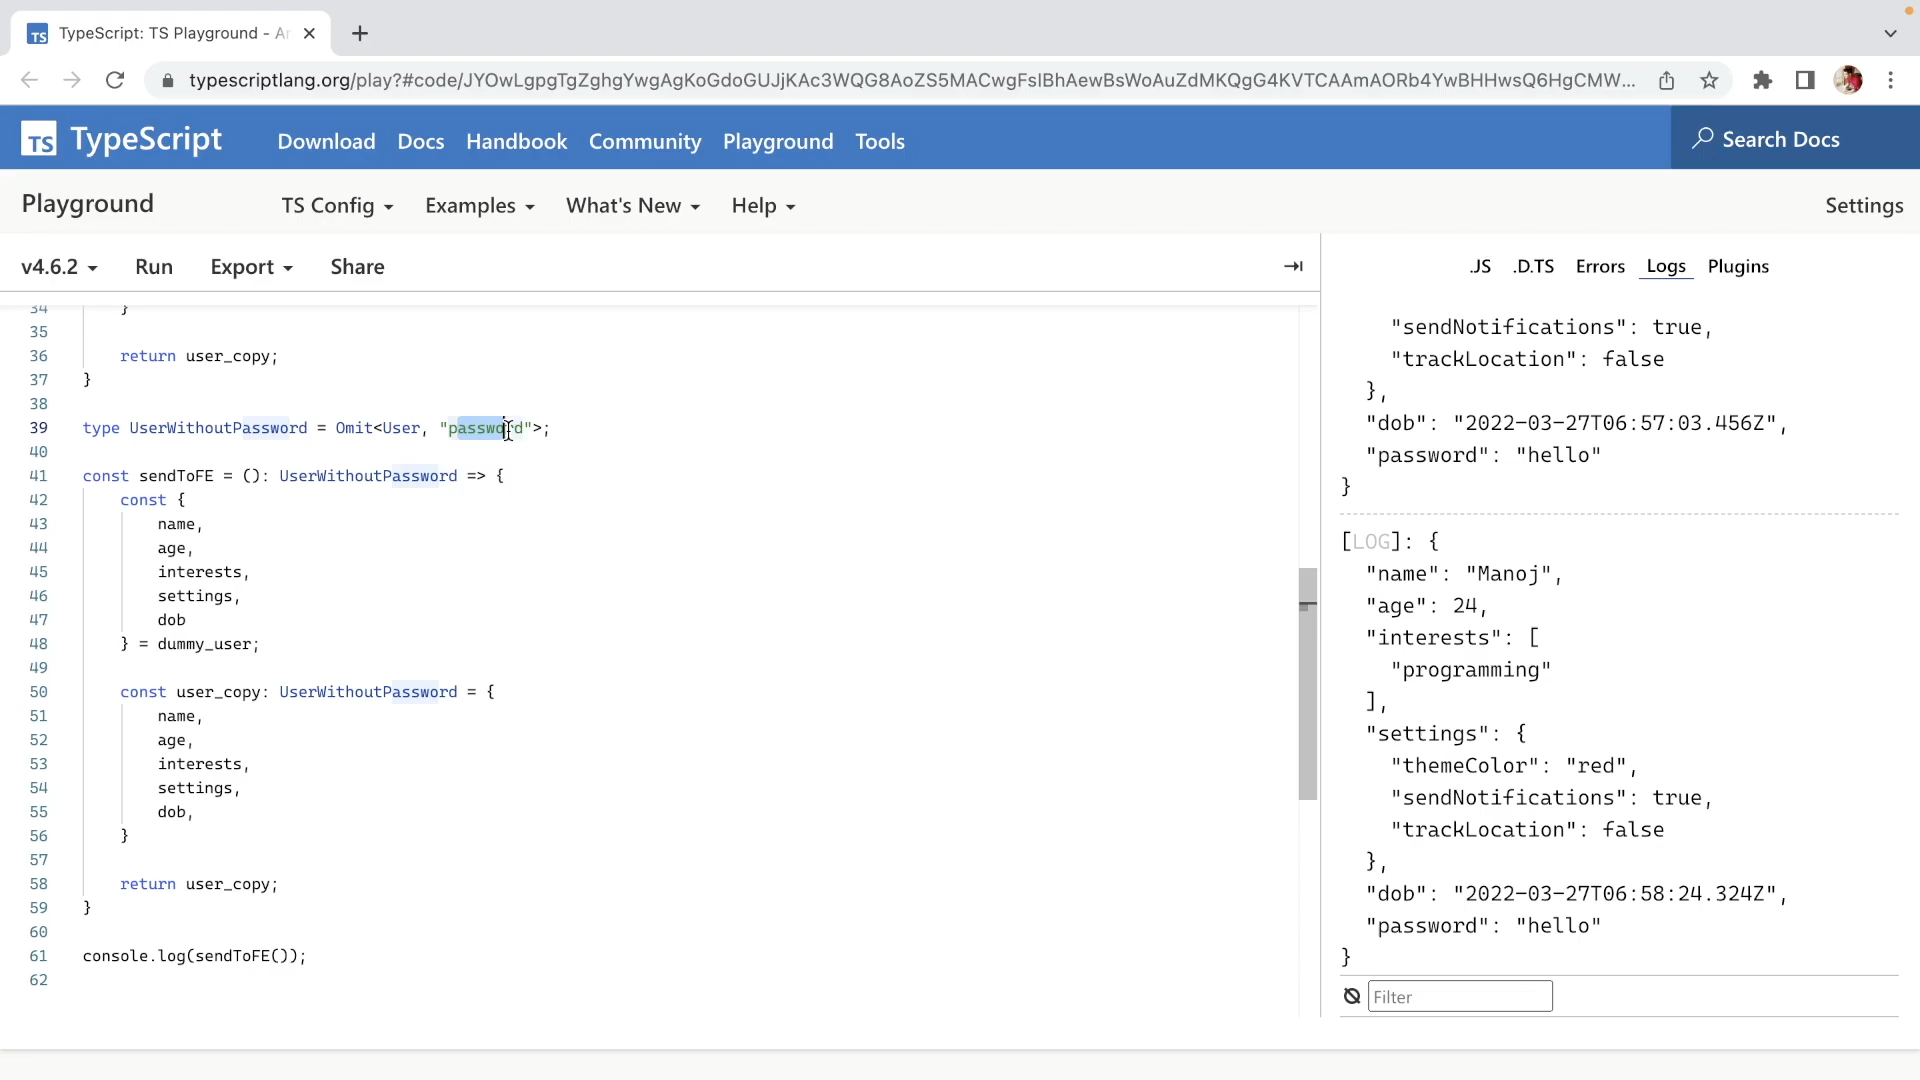 TS TypeScript: TS Playground - Ar
typescriptlang.org/play?#code/JYOwLgpgTgZghgYwgAgKoGdoGUJjKAc3WQG8AoZS5MACwgFsIBhAewBsWoAuZdMKQgG4KVTCAAmAORb4YwBHHwsQ6HgCMW...
TS TypeScript Download Docs Handbook Community Playground Tools Search Docs
Playground TS Config Examples What's New Help Settings
v4.6.2 Run Export Share .JS .D.TS Errors Logs Plugins
34 }
35
36 return user_copy;
37 }
38
39 type UserWithoutPassword = Omit<User, "password">;
40
41 const sendToFE = (): UserWithoutPassword => {
42 const {
43 name,
44 age,
45 interests,
46 settings,
47 dob
48 } = dummy_user;
49
50 const user_copy: UserWithoutPassword = {
51 name,
52 age,
53 interests,
54 settings,
55 dob,
56 }
57
58 return user_copy;
59 }
60
61 console.log(sendToFE());
62
"sendNotifications": true,
"trackLocation": false
},
"dob": "2022-03-27T06:57:03.456Z",
"password": "hello"
}
[LOG]: {
"name": "Manoj",
"age": 24,
"interests": [
"programming"
],
"settings": {
"themeColor": "red",
"sendNotifications": true,
"trackLocation": false
},
"dob": "2022-03-27T06:58:24.324Z",
"password": "hello"
}
Filter